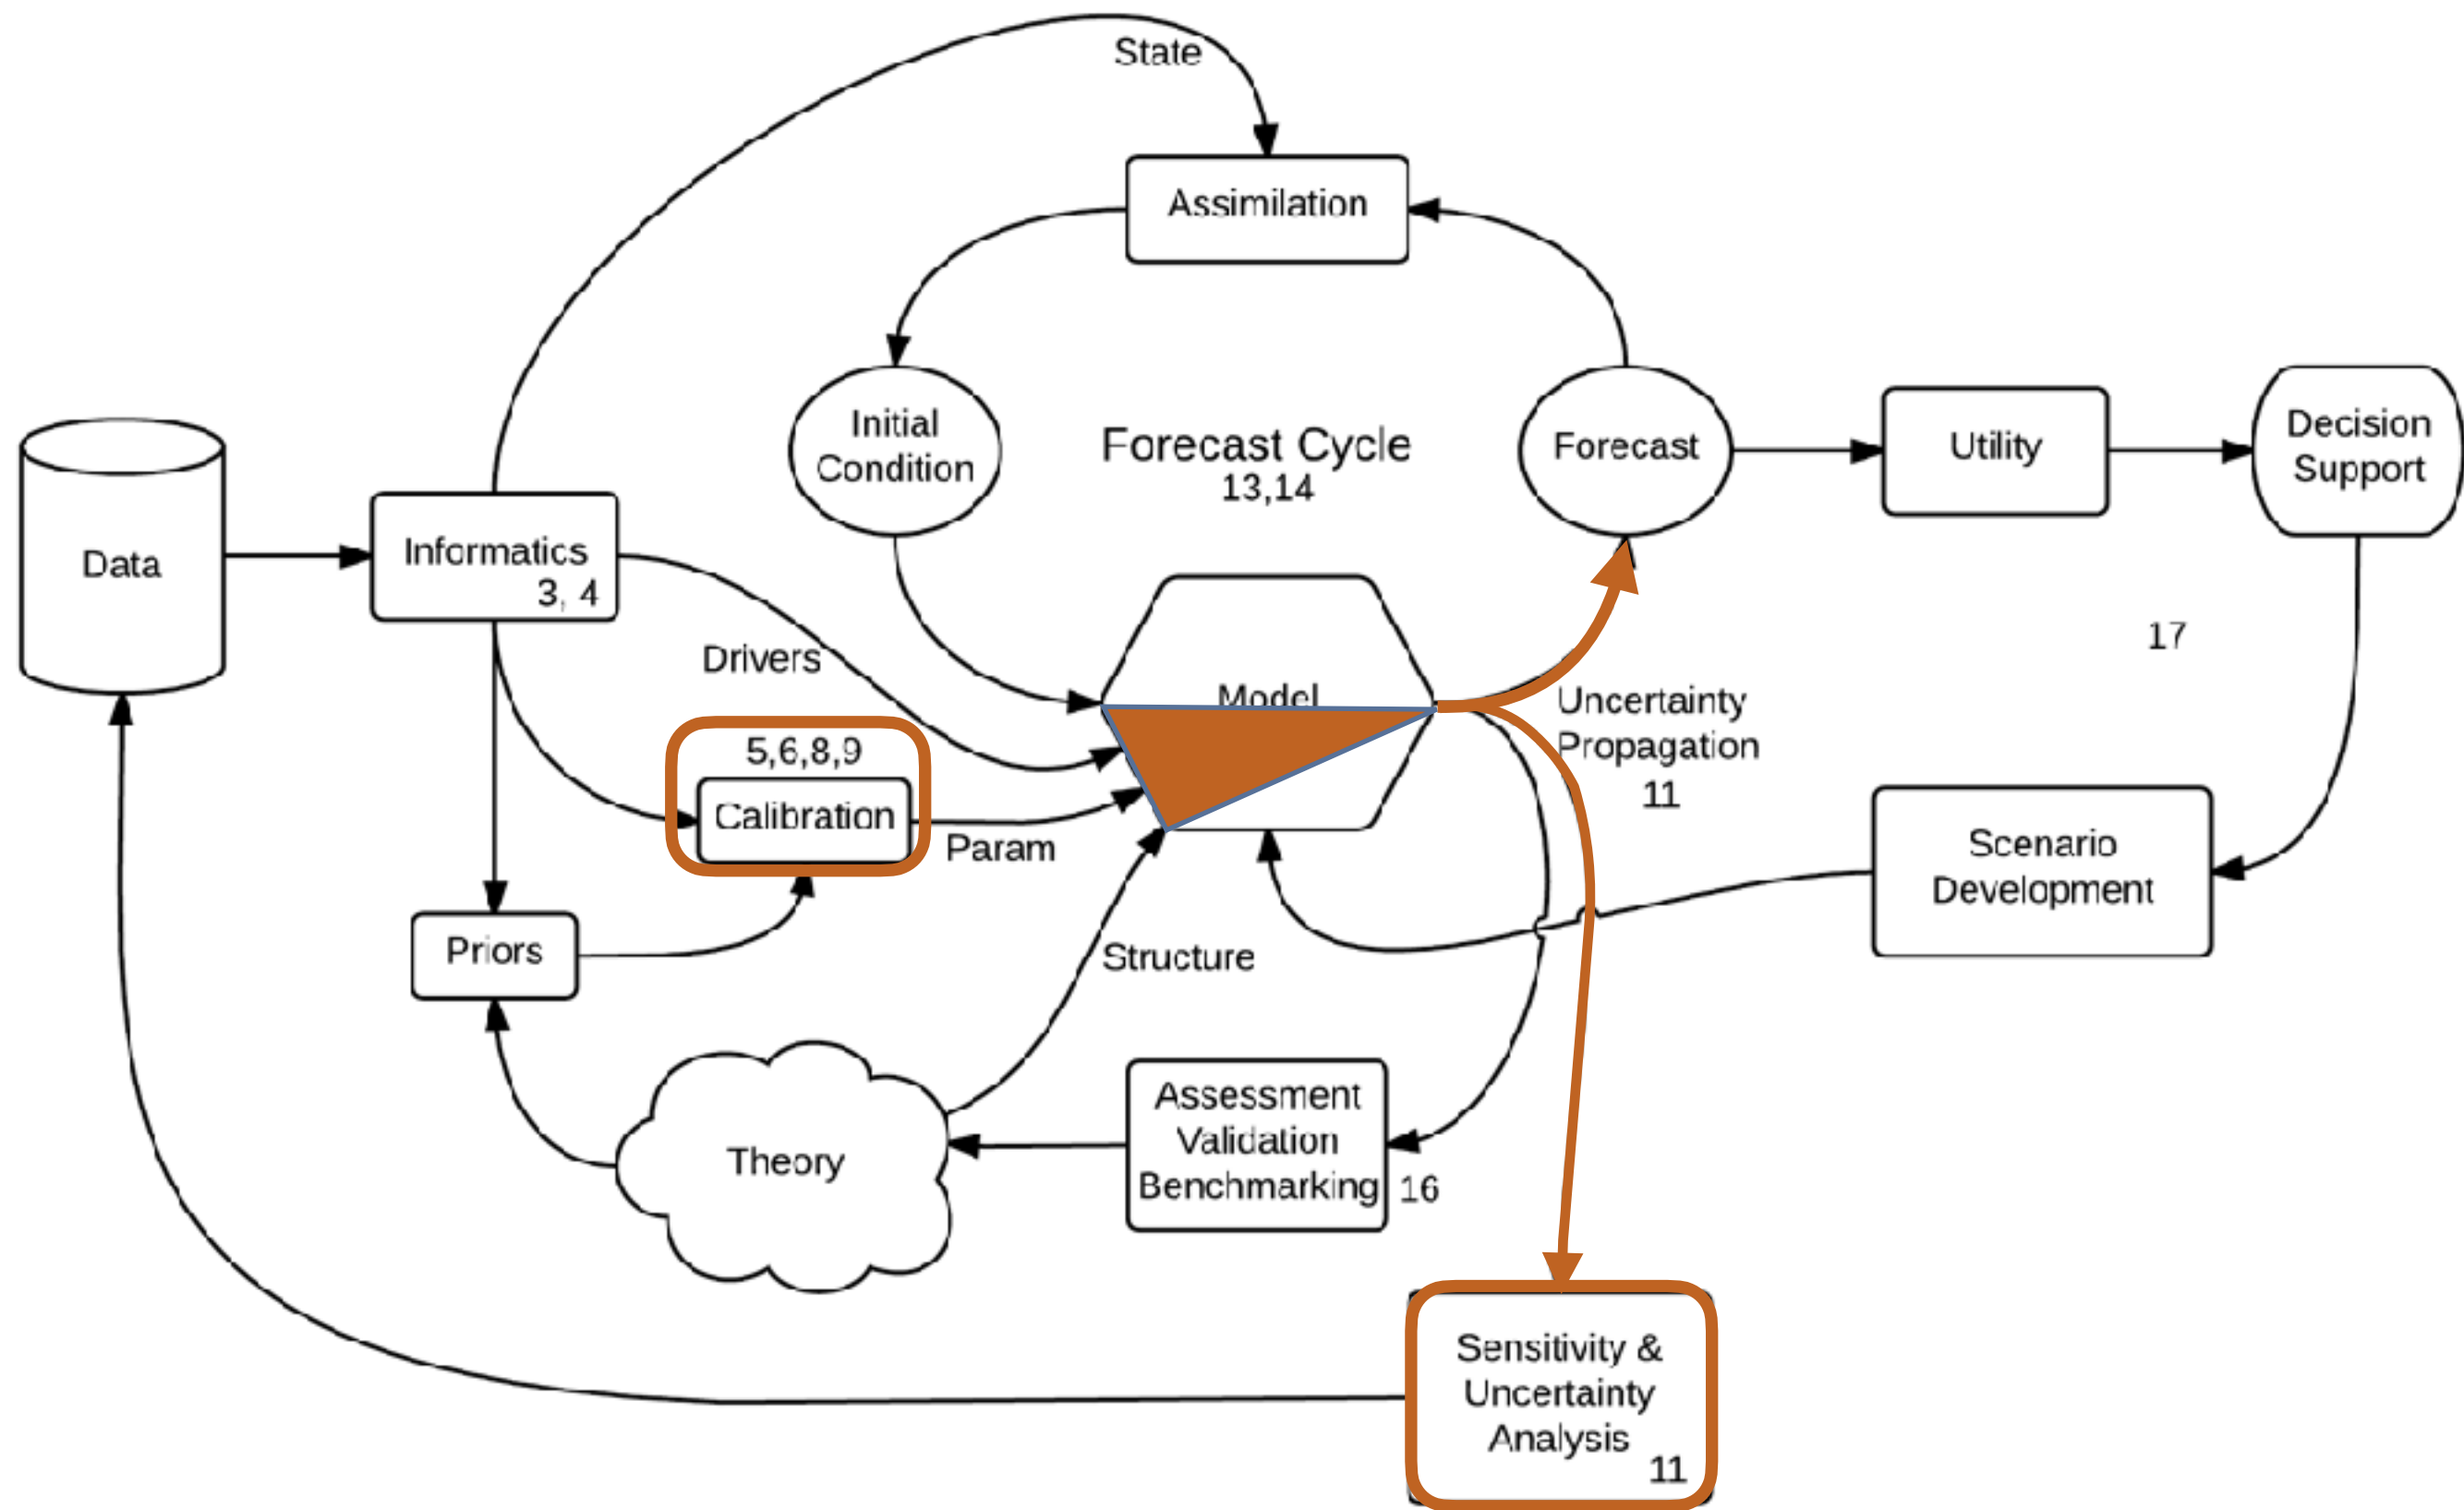 State
Assimilation
Initial
Condition
Forecast Cycle
13,14
Forecast
Utility
Decision
Support
Data
Informatics
3, 4
Drivers
17
Model
Uncertainty
Propagation
11
5,6,8,9
Calibration
Param
Scenario
Development
Priors
Structure
Theory
Assessment
Validation
Benchmarking
16
Sensitivity &
Uncertainty
Analysis
11